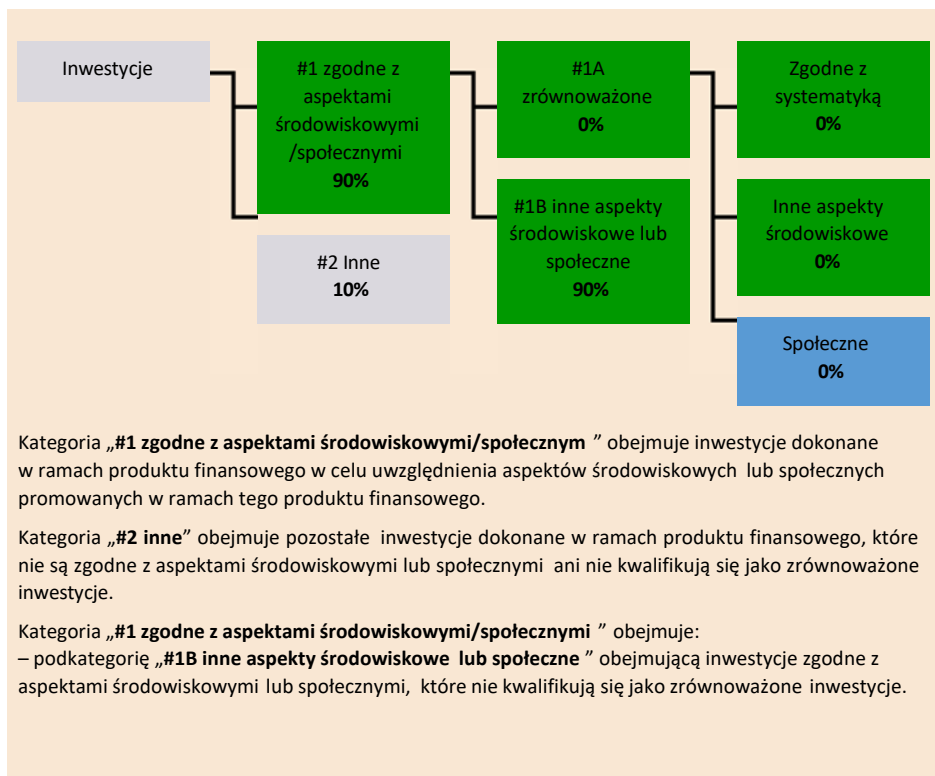 Inwestycje
#1 zgodne z
aspektami
środowiskowymi
/społecznymi
90%
#2 Inne
10%
#1A
zrównoważone
0%
#1B inne aspekty
środowiskowe lub
społeczne
90%
Zgodne z
systematyką
0%
Inne aspekty
środowiskowe
0%
Społeczne
0%
Kategoria „#1 zgodne z aspektami środowiskowymi/społecznym ” obejmuje inwestycje dokonane
w ramach produktu finansowego w celu uwzględnienia aspektów środowiskowych lub społecznych
promowanych w ramach tego produktu finansowego.
Kategoria „#2 inne” obejmuje pozostałe inwestycje dokonane w ramach produktu finansowego, które
nie są zgodne z aspektami środowiskowymi lub społecznymi ani nie kwalifikują się jako zrównoważone
inwestycje.
Kategoria „#1 zgodne z aspektami środowiskowymi/społecznymi ” obejmuje:
– podkategorię „#1B inne aspekty środowiskowe lub społeczne ” obejmującą inwestycje zgodne z
aspektami środowiskowymi lub społecznymi, które nie kwalifikują się jako zrównoważone inwestycje.